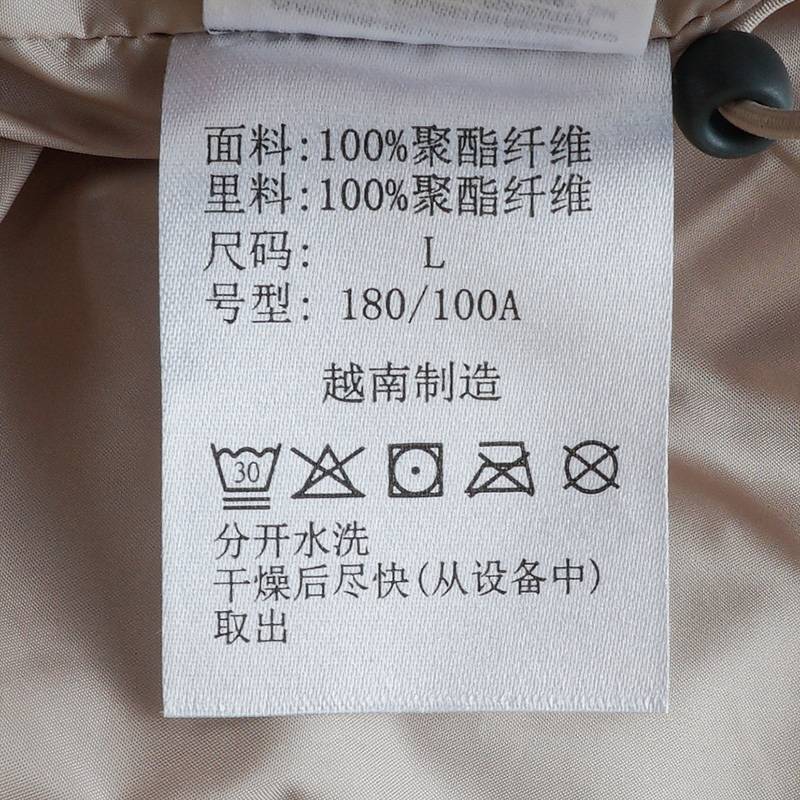 面料:100%聚酯纤维
里料:100%聚酯纤维
尺码: L
号型: 180/100A
越南制造
30
分开水洗
干燥后尽快(从设备中)
取出